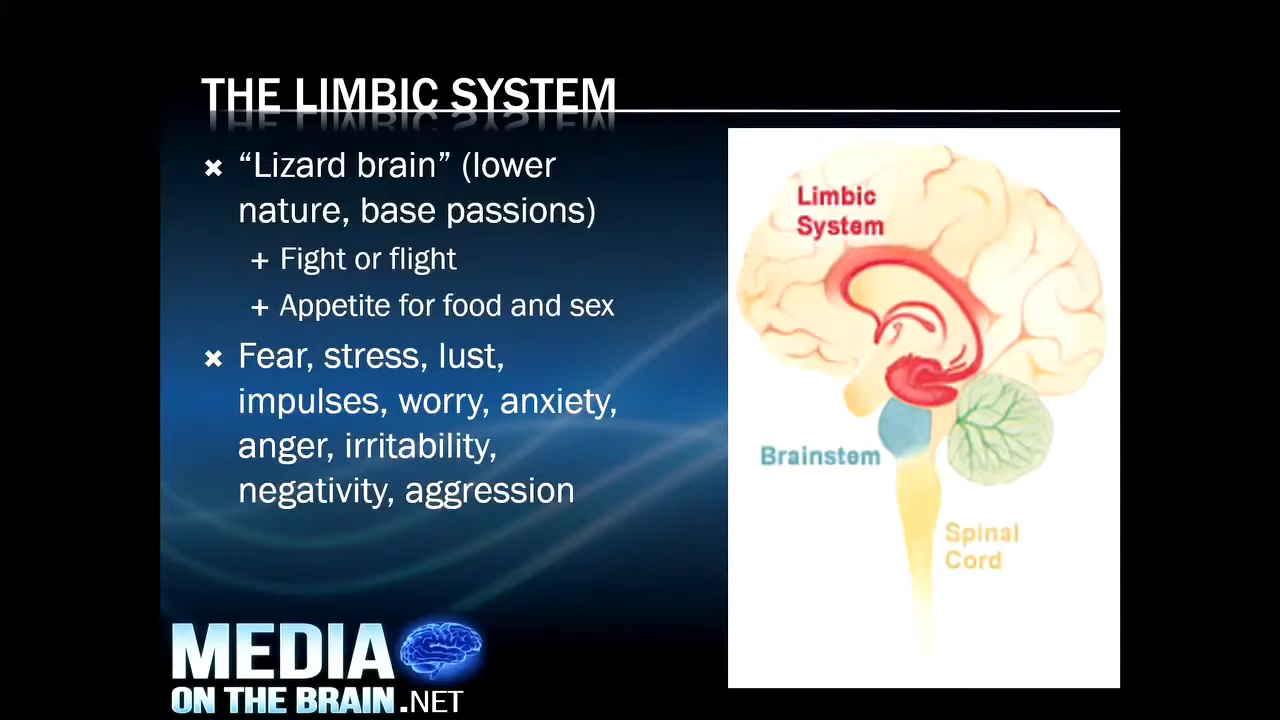 THE LIMBIC SYSTEM
“Lizard brain” (lower
nature, base passions)
+ Fight or flight
+ Appetite for food and sex
Fear, stress, lust,
impulses, worry, anxiety,
anger, irritability,
negativity, aggression
Limbic
System
Brainstem
Spinal
Cord
MEDIA
ON THE BRAIN.NET